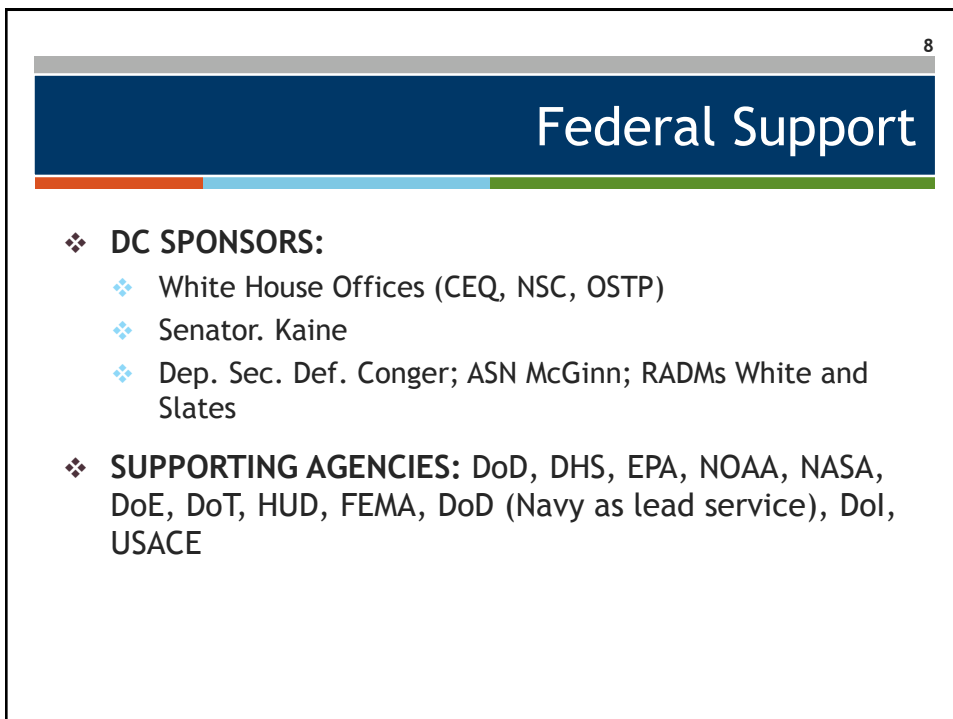 8
Federal Support
❖ DC SPONSORS:
❖ White House Offices (CEQ, NSC, OSTP)
❖ Senator. Kaine
❖ Dep. Sec. Def. Conger; ASN McGinn; RADMs White and
Slates
❖ SUPPORTING AGENCIES: DoD, DHS, EPA, NOAA, NASA,
DoE, DoT, HUD, FEMA, DoD (Navy as lead service), DoI,
USACE